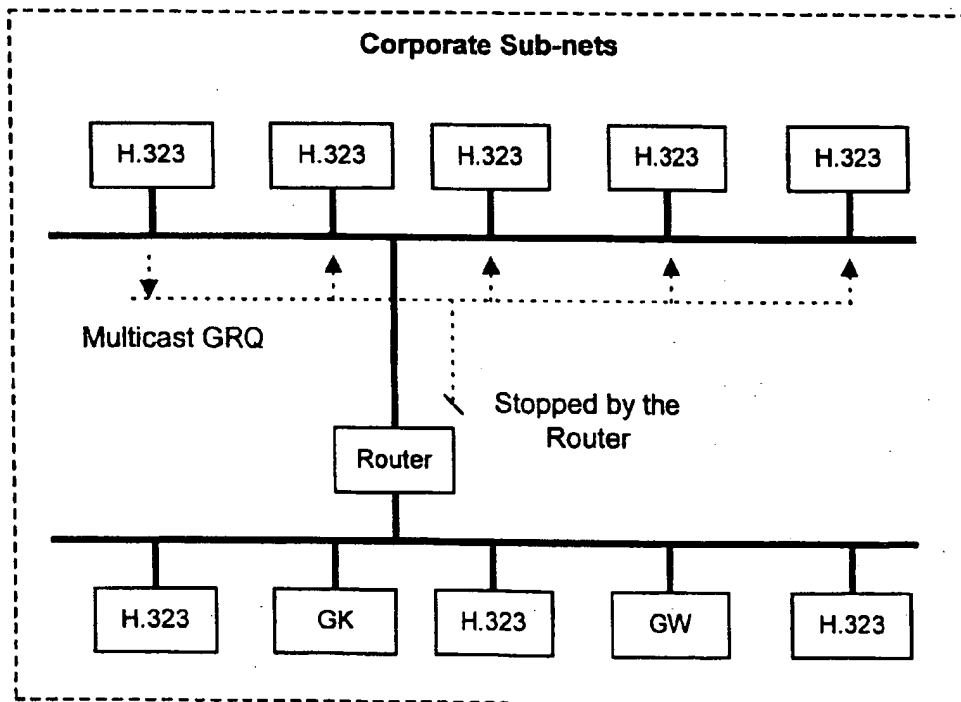 Corporate Sub-nets
H.323
H.323
H.323
H.323
H.323
Multicast GRQ
Stopped by the
Router
Router
H.323
GK
H.323
GW
H.323